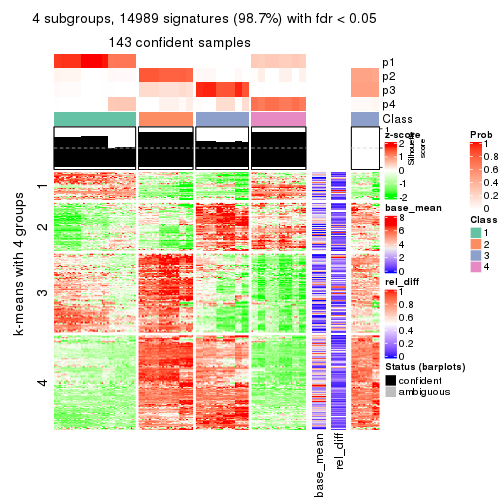 4 subgroups, 14989 signatures (98.7%) with fdr < 0.05
143 confident samples
p1
p2
p3
p4
Class
1
Silhouette
score
k-means with 4 groups
1
2
3
4
base_mean
rel_diff
z-score
2
1
0
-1
-2
base_mean
8
6
4
2
0
rel_diff
1
0.8
0.6
0.4
0.2
0
Status (barplots)
confident
ambiguous
Prob
1
0.8
0.6
0.4
0.2
0
Class
1
2
3
4